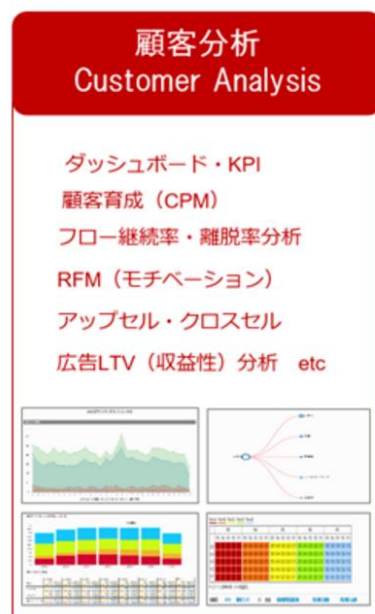 顧客分析
Customer Analysis
ダッシュボード・KPI
顧客育成（CPM）
フロー継続率・離脱率分析
RFM（モチベーション）
アップセル・クロスセル
広告LTV（収益性）分析　etc